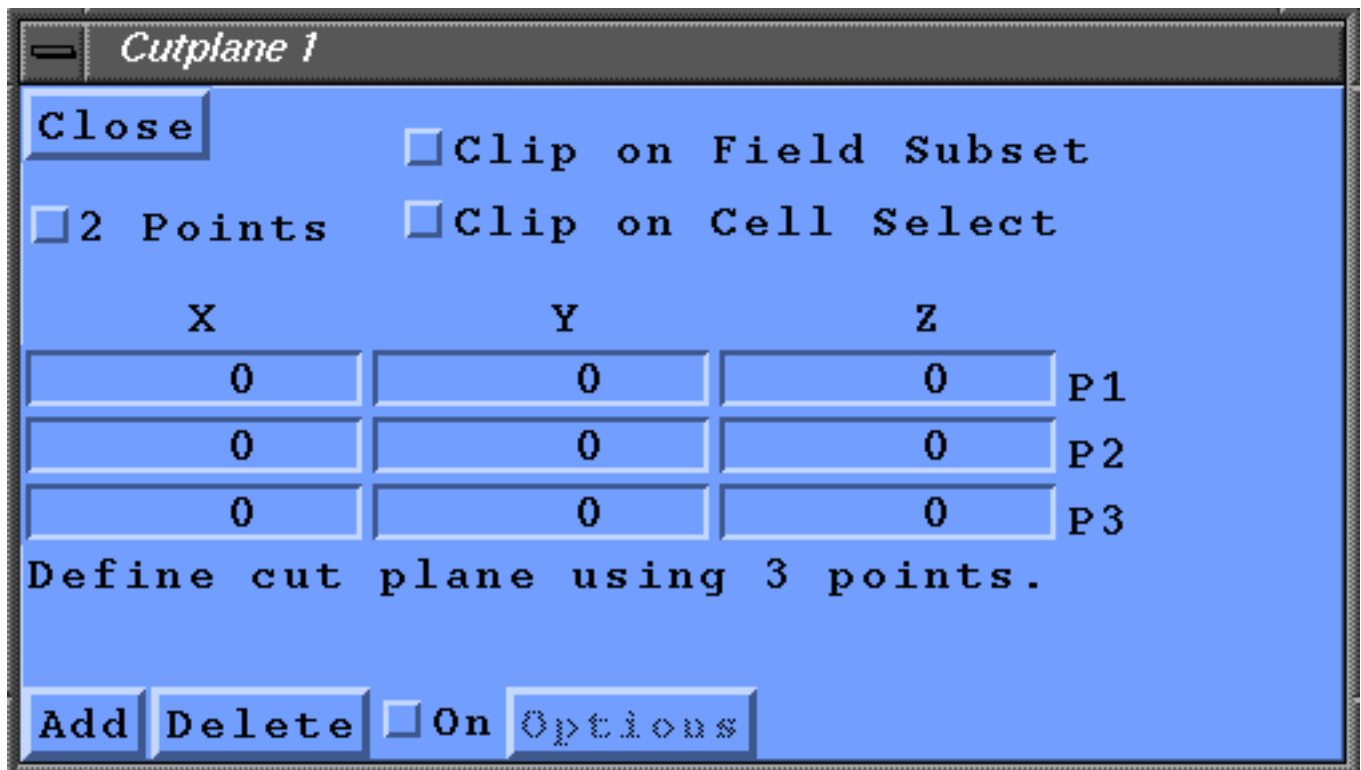 Cutplane 1
Close
Clip on Field Subset
2 Points
Clip on Cell Select
X Y Z
0 0 0 P1
0 0 0 P2
0 0 0 P3
Define cut plane using 3 points.
Add Delete On Options